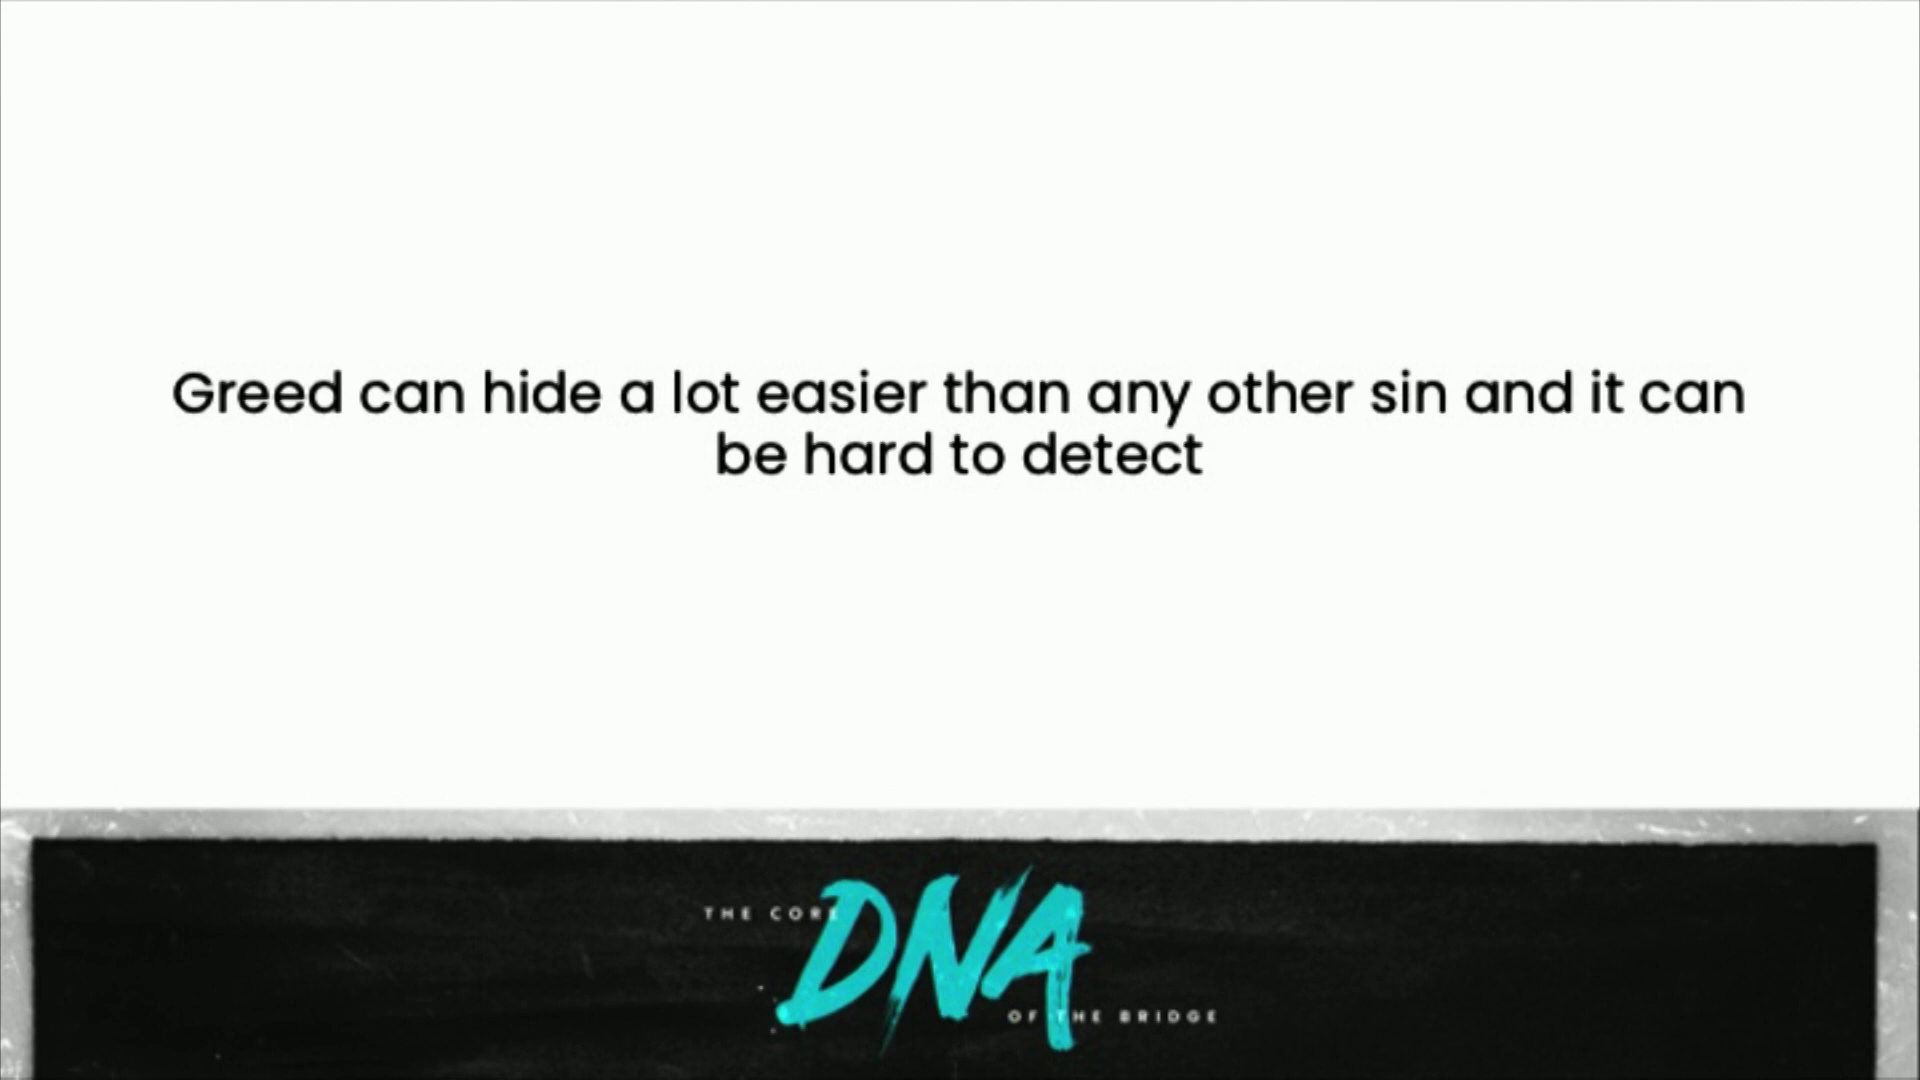 Greed can hide a lot easier than any other sin and it can
be hard to detect
THE CORE
DNA
OF THE BRIDGE